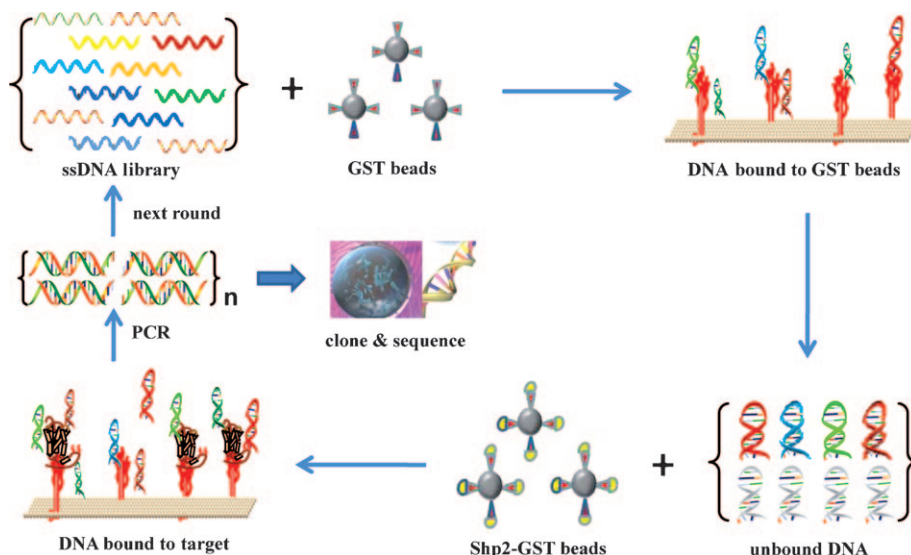 +
ssDNA library
GST beads
DNA bound to GST beads
next round
n
PCR
clone & sequence
+
DNA bound to target
Shp2-GST beads
unbound DNA